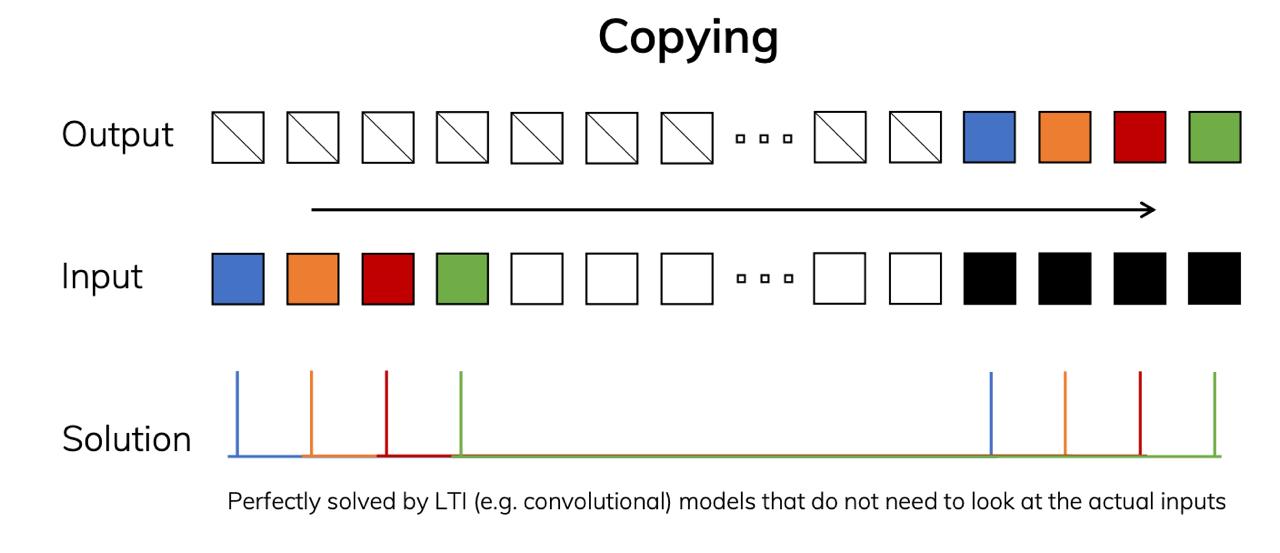 Copying
Output
Input
Solution
Perfectly solved by LTI (e.g. convolutional) models that do not need to look at the actual inputs